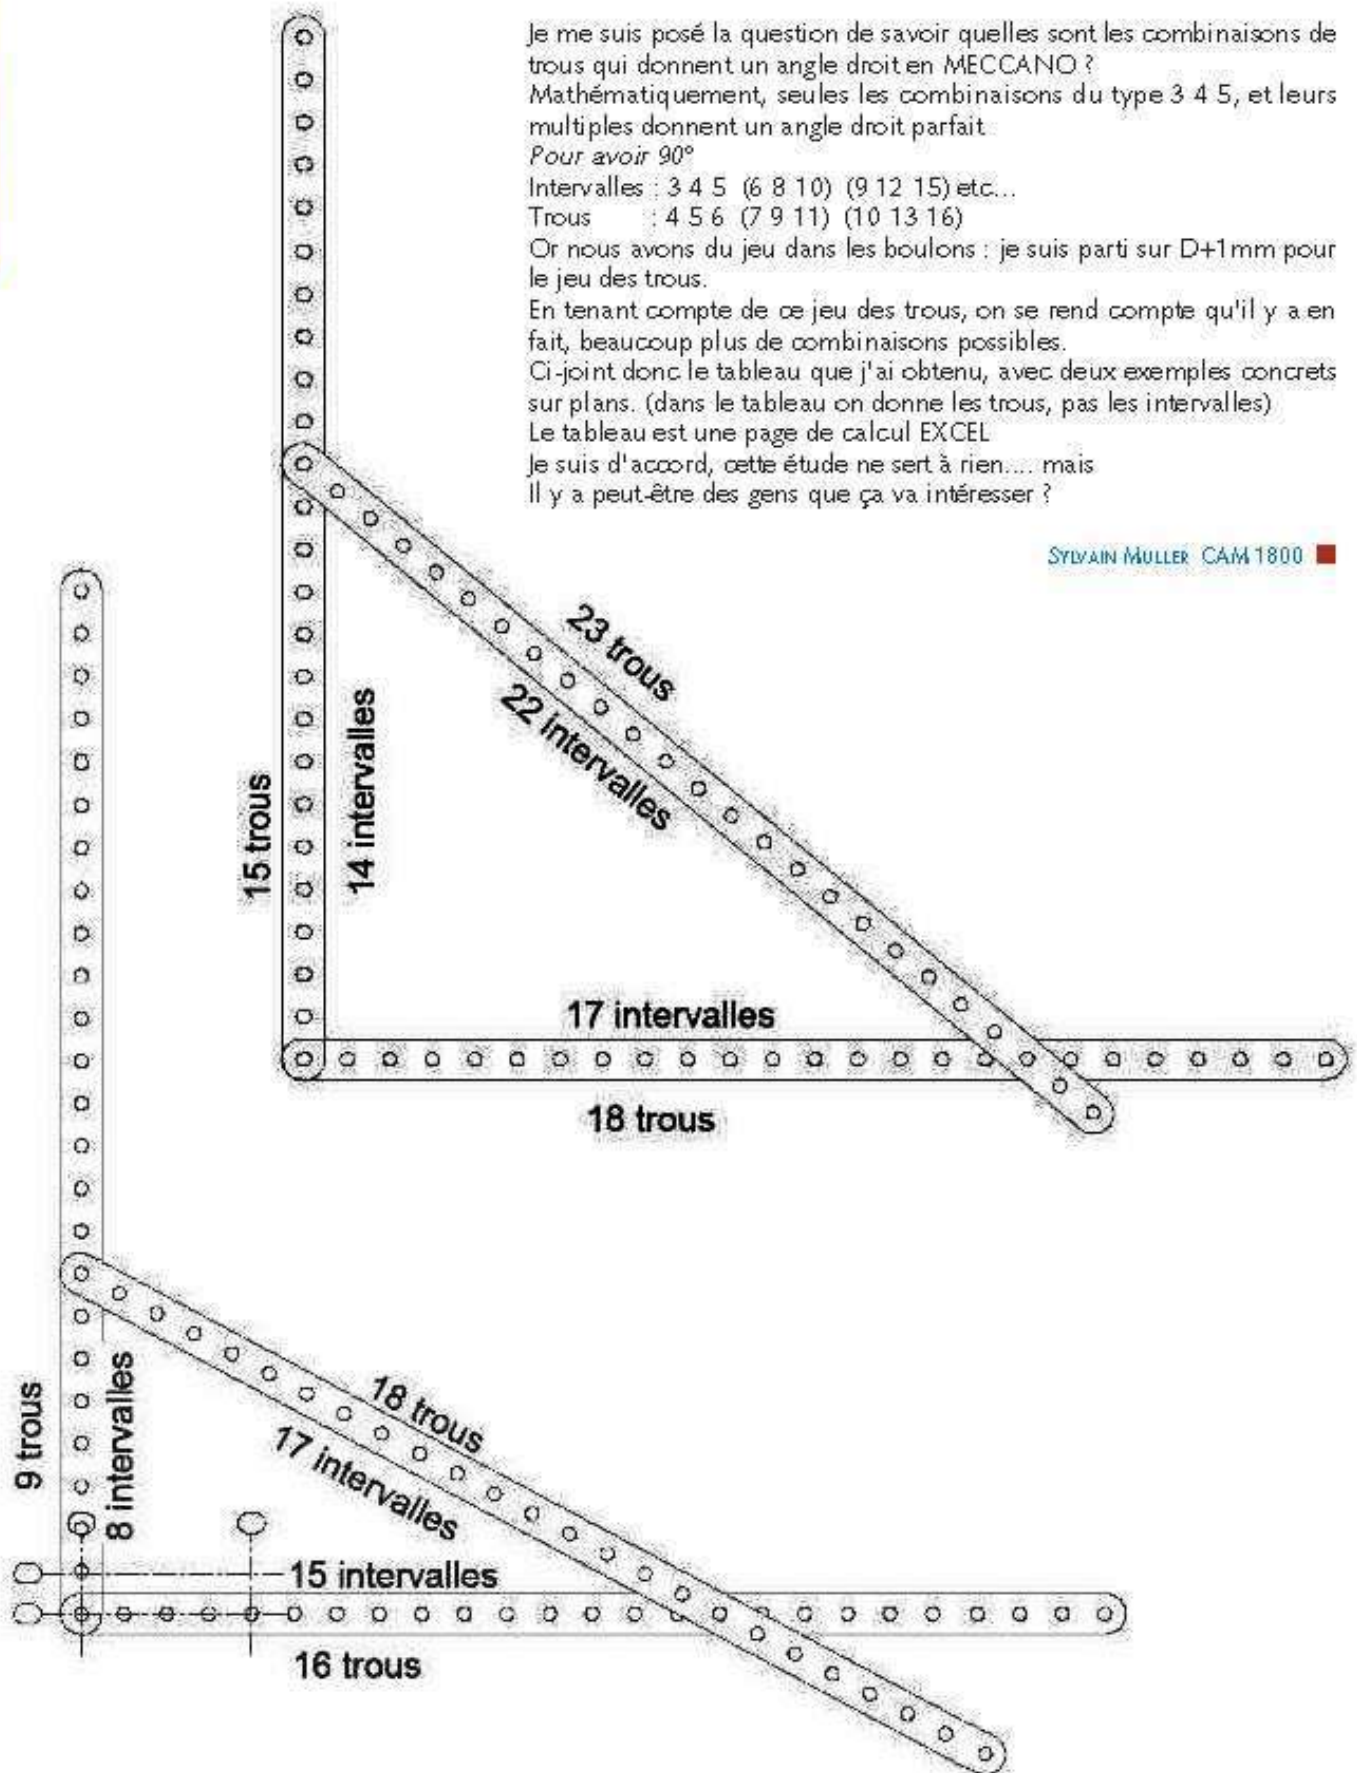 Je me suis posé la question de savoir quelles sont les combinaisons de
trous qui donnent un angle droit en MECCANO ?
Mathématiquement, seules les combinaisons du type 3 4 5, et leurs
multiples donnent un angle droit parfait
Pour avoir 90°
Intervalles : 3 4 5 (6 8 10) (9 12 15) etc...
Trous : 4 5 6 (7 9 11) (10 13 16)
Or nous avons du jeu dans les boulons : je suis parti sur D+1mm pour
le jeu des trous.
En tenant compte de ce jeu des trous, on se rend compte qu'il y a en
fait, beaucoup plus de combinaisons possibles.
Ci-joint donc le tableau que j'ai obtenu, avec deux exemples concrets
sur plans. (dans le tableau on donne les trous, pas les intervalles)
Le tableau est une page de calcul EXCEL
Je suis d'accord, cette étude ne sert à rien.... mais
Il y a peut-être des gens que ça va intéresser ?
SYLVAIN MULLER CAM 1800
23 trous
22 intervalles
15 trous
14 intervalles
17 intervalles
18 trous
18 trous
17 intervalles
9 trous
8 intervalles
15 intervalles
16 trous